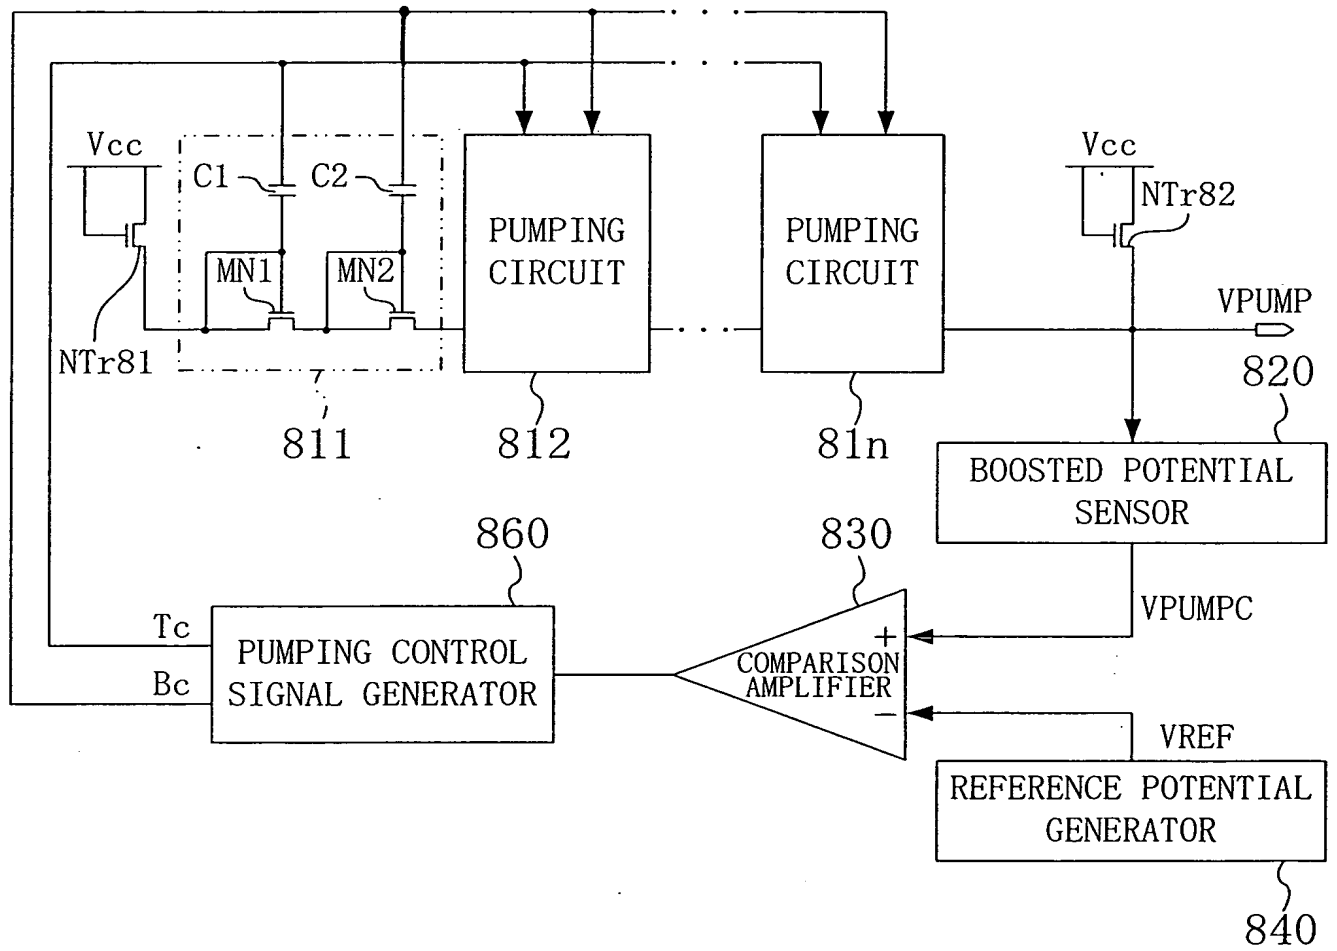 Vcc
C1
C2
MN1
MN2
NTr81
811
PUMPING
CIRCUIT
812
. . .
. . .
. . .
PUMPING
CIRCUIT
81n
Vcc
NTr82
VPUMP
820
BOOSTED POTENTIAL
SENSOR
VPUMPC
830
+
COMPARISON
AMPLIFIER
−
VREF
REFERENCE POTENTIAL
GENERATOR
840
860
PUMPING CONTROL
SIGNAL GENERATOR
Tc
Bc